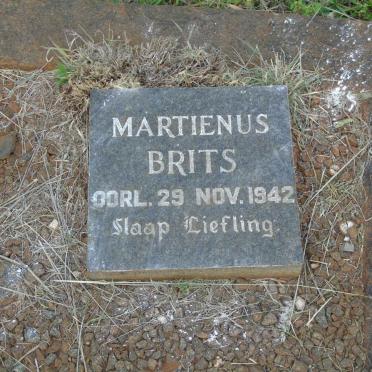 MARTIENUS
BRITS
OORL. 29 NOV. 1942
Slaap Liefling.